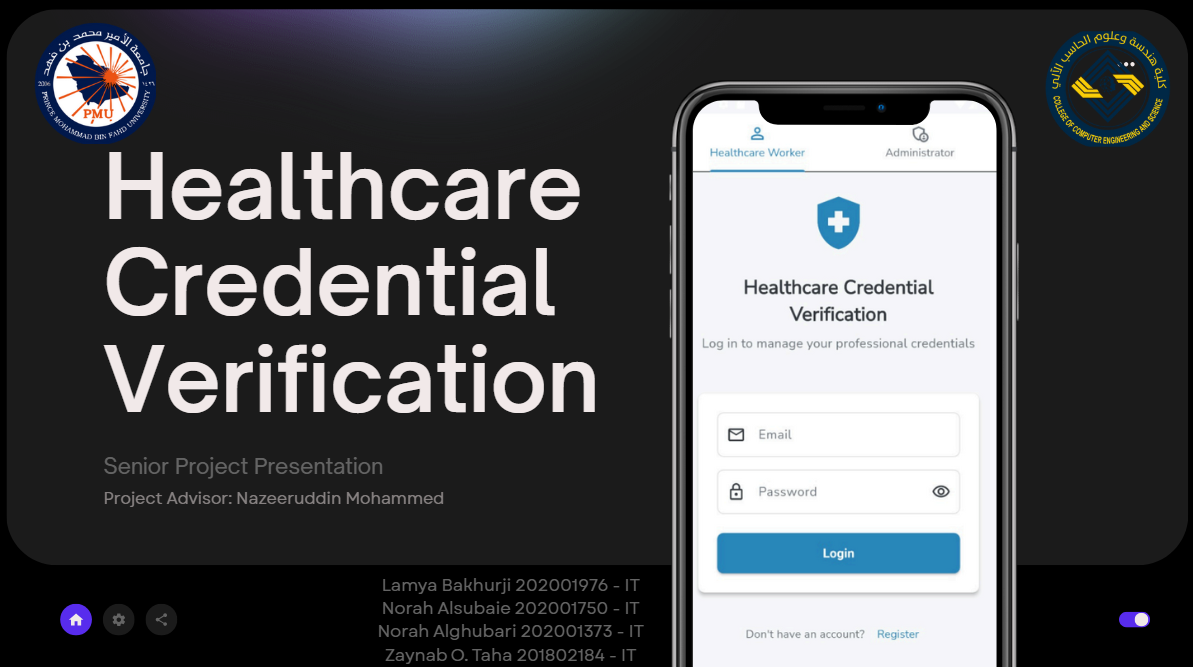 جامعة الأمير محمد بن فهد
2006
١٤٢٦
PMU
PRINCE MOHAMMAD BIN FAHD UNIVERSITY
كلية هندسة وعلوم الحاسب الآلي
COLLEGE OF COMPUTER ENGINEERING AND SCIENCE
Healthcare
Credential
Verification
Senior Project Presentation
Project Advisor: Nazeeruddin Mohammed
Healthcare Worker
Administrator
Healthcare Credential
Verification
Log in to manage your professional credentials
Email
Password
Login
Don't have an account? Register
Lamya Bakhurji 202001976 - IT
Norah Alsubaie 202001750 - IT
Norah Alghubari 202001373 - IT
Zaynab O. Taha 201802184 - IT